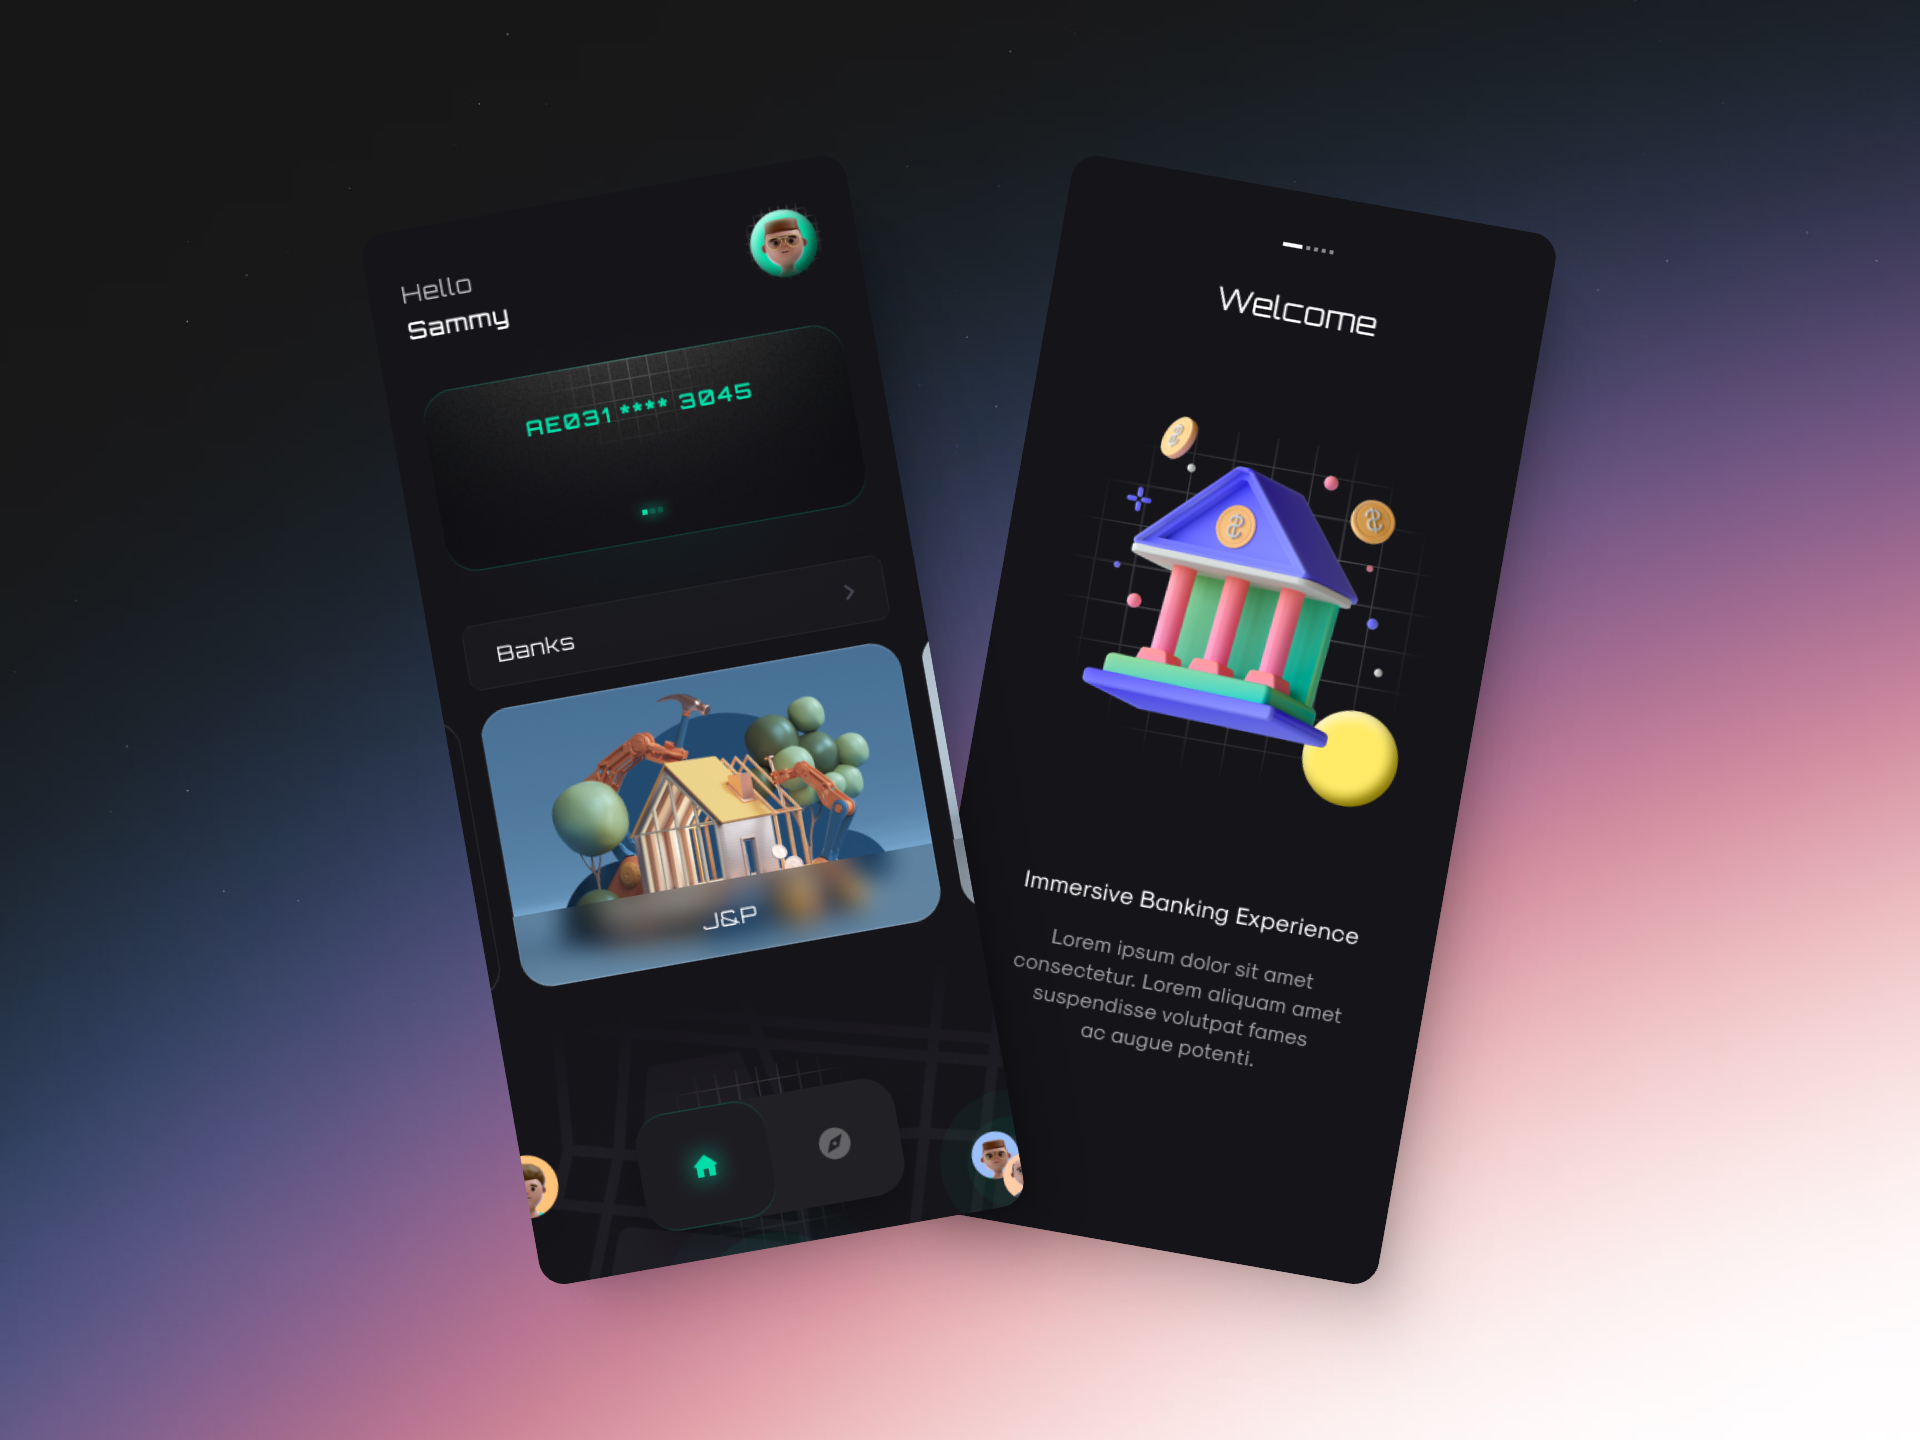 Hello
Sammy
AE031 **** 3045
Banks
J&P
Welcome
Immersive Banking Experience
Lorem ipsum dolor sit amet
consectetur. Lorem aliquam amet
suspendisse volutpat fames
ac augue potenti.